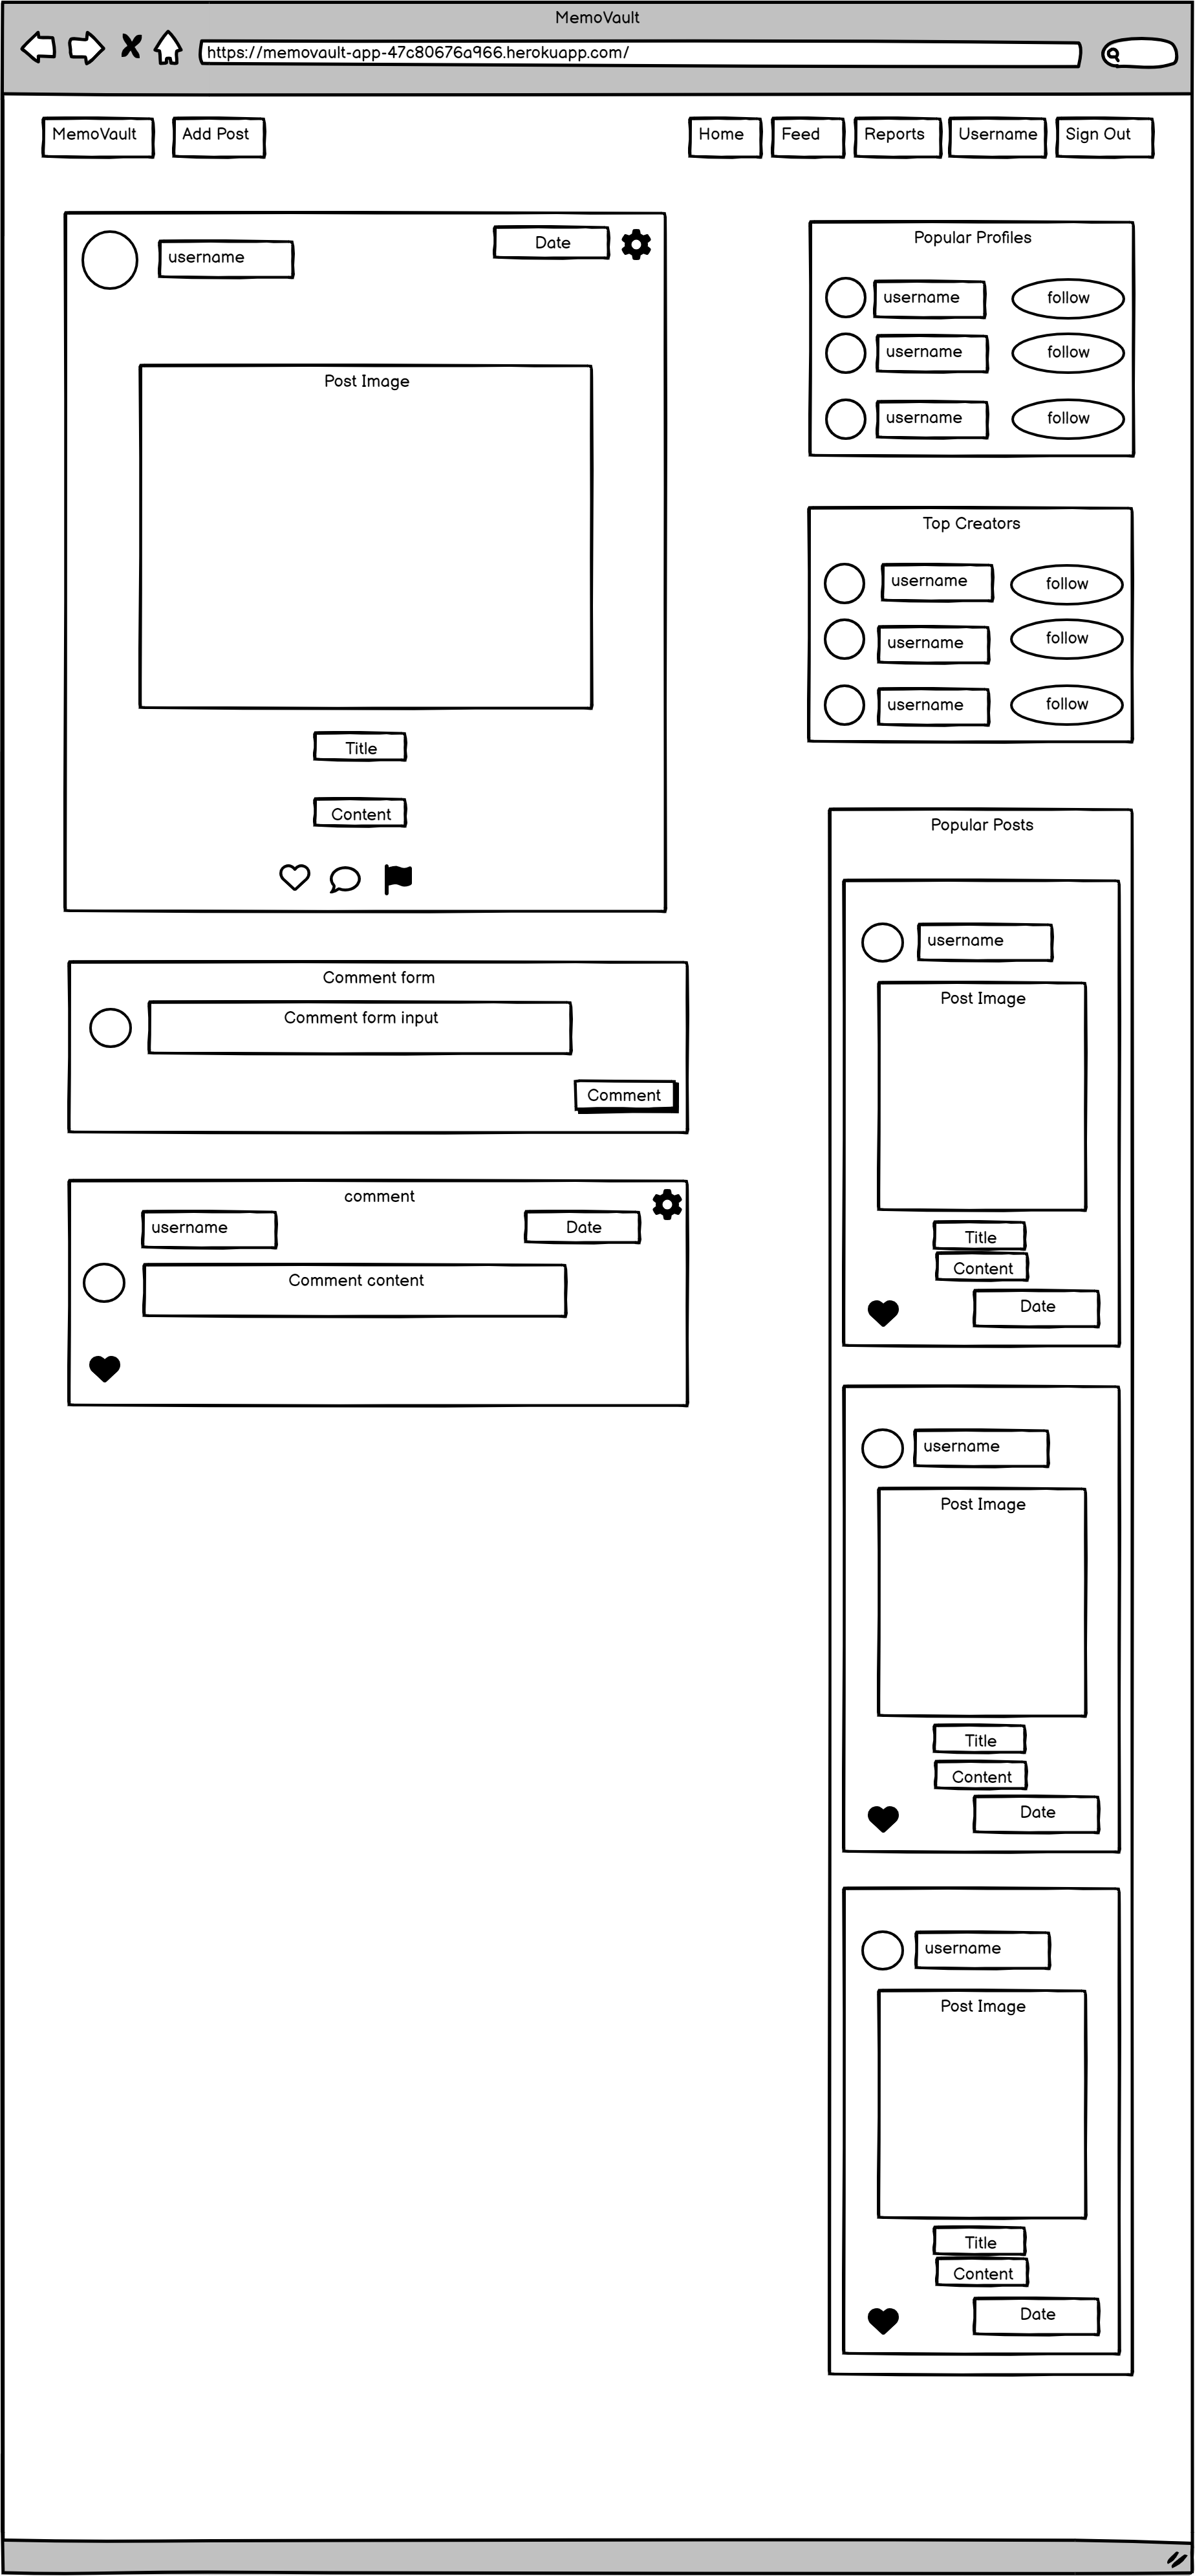 MemoVault
https://memovault-app-47c80676a966.herokuapp.com/
MemoVault
Add Post
Home
Feed
Reports
Username
Sign Out
username
Date
Post Image
Title
Content
Comment form
Comment form input
Comment
comment
username
Date
Comment content
Popular Profiles
username
follow
username
follow
username
follow
Top Creators
username
follow
username
follow
username
follow
Popular Posts
username
Post Image
Title
Content
Date
username
Post Image
Title
Content
Date
username
Post Image
Title
Content
Date